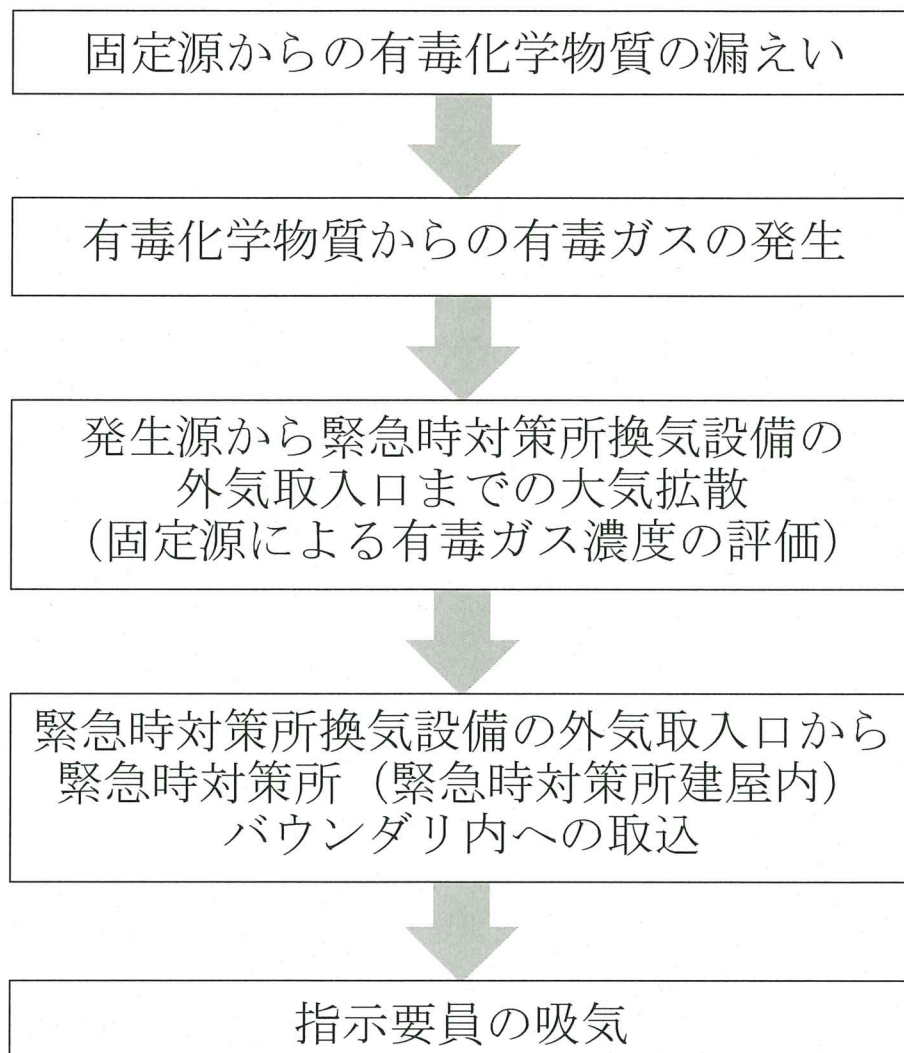 固定源からの有毒化学物質の漏えい
有毒化学物質からの有毒ガスの発生
発生源から緊急時対策所換気設備の
外気取入口までの大気拡散
（固定源による有毒ガス濃度の評価）
緊急時対策所換気設備の外気取入口から
緊急時対策所（緊急時対策所建屋内）
バウンダリ内への取込
指示要員の吸気